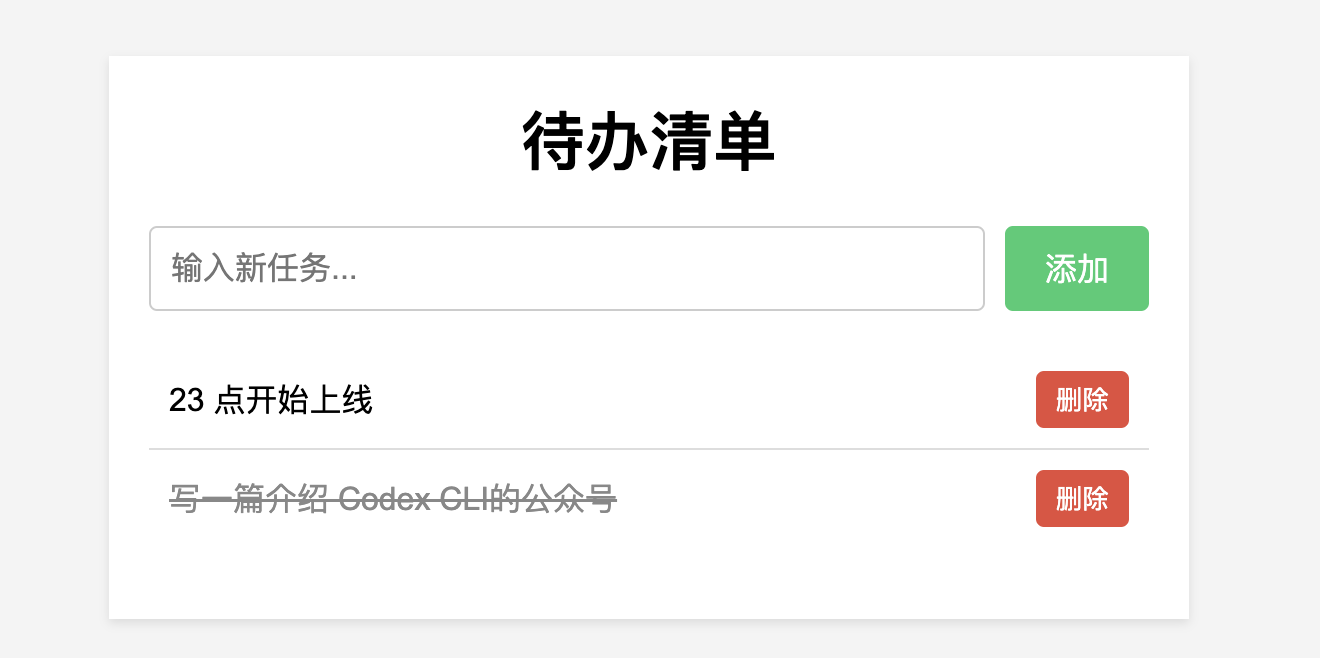 待办清单
输入新任务...
添加
23 点开始上线
删除
写一篇介绍 Codex CLI的公众号
删除